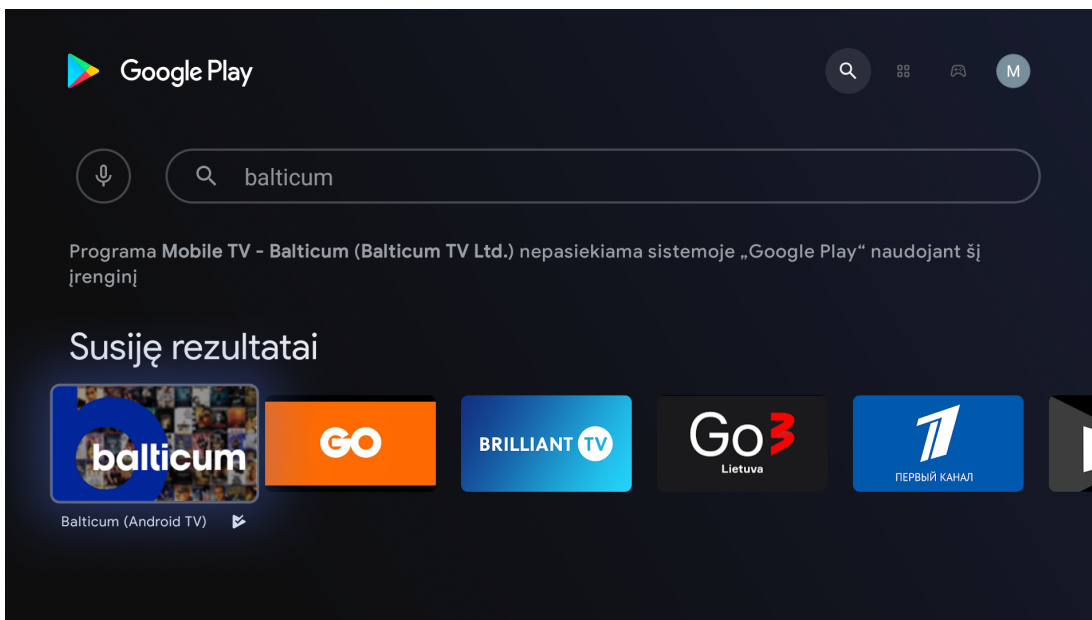 Google Play
M
balticum
Programa Mobile TV - Balticum (Balticum TV Ltd.) nepasiekiama sistemoje „Google Play“ naudojant šį
įrenginį
Susiję rezultatai
balticum
GO
BRILLIANT TV
Go3
Lietuva
1
ПЕРВЫЙ КАНАЛ
Balticum (Android TV)